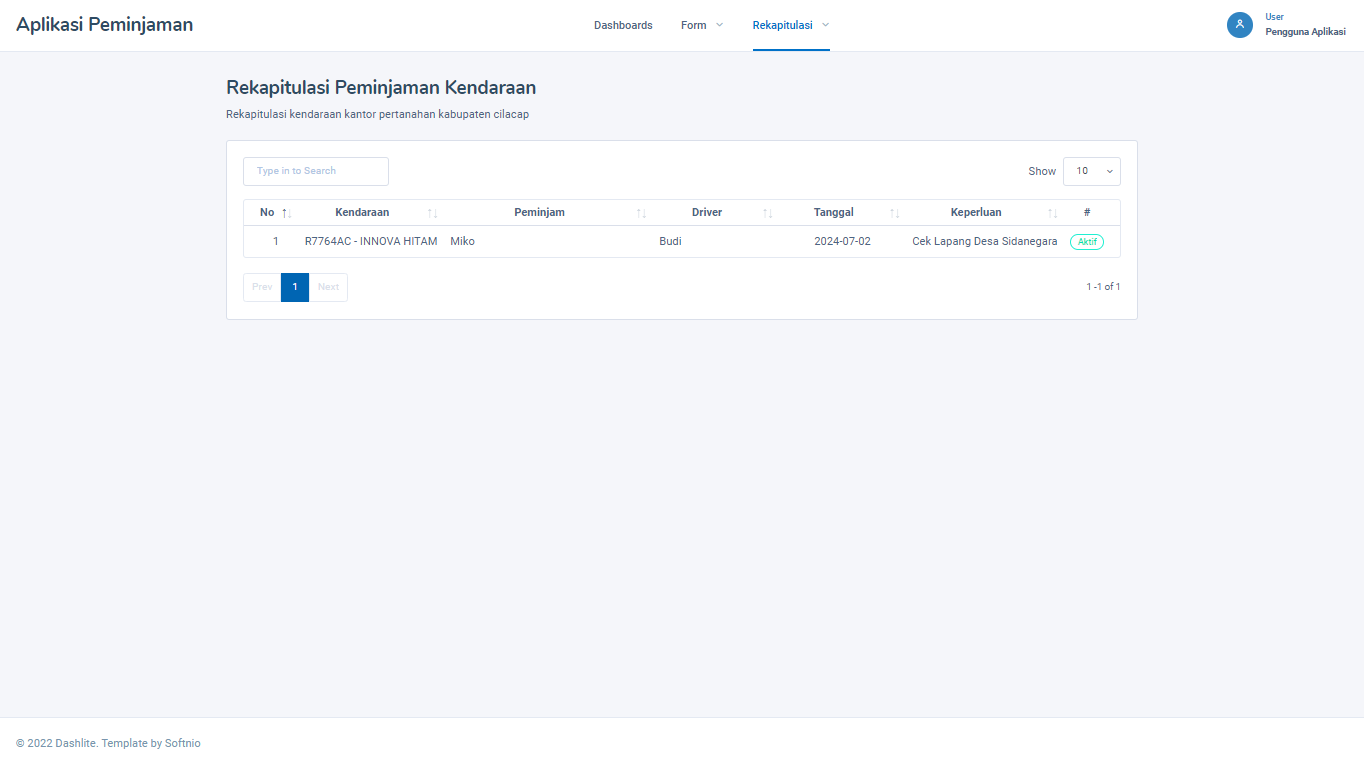 Aplikasi Peminjaman
Dashboards Form Rekapitulasi
User
Pengguna Aplikasi
Rekapitulasi Peminjaman Kendaraan
Rekapitulasi kendaraan kantor pertanahan kabupaten cilacap
Type in to Search
Show 10
No Kendaraan Peminjam Driver Tanggal Keperluan #
1 R7764AC - INNOVA HITAM Miko Budi 2024-07-02 Cek Lapang Desa Sidanegara Aktif
Prev 1 Next
1 -1 of 1
© 2022 Dashlite. Template by Softnio